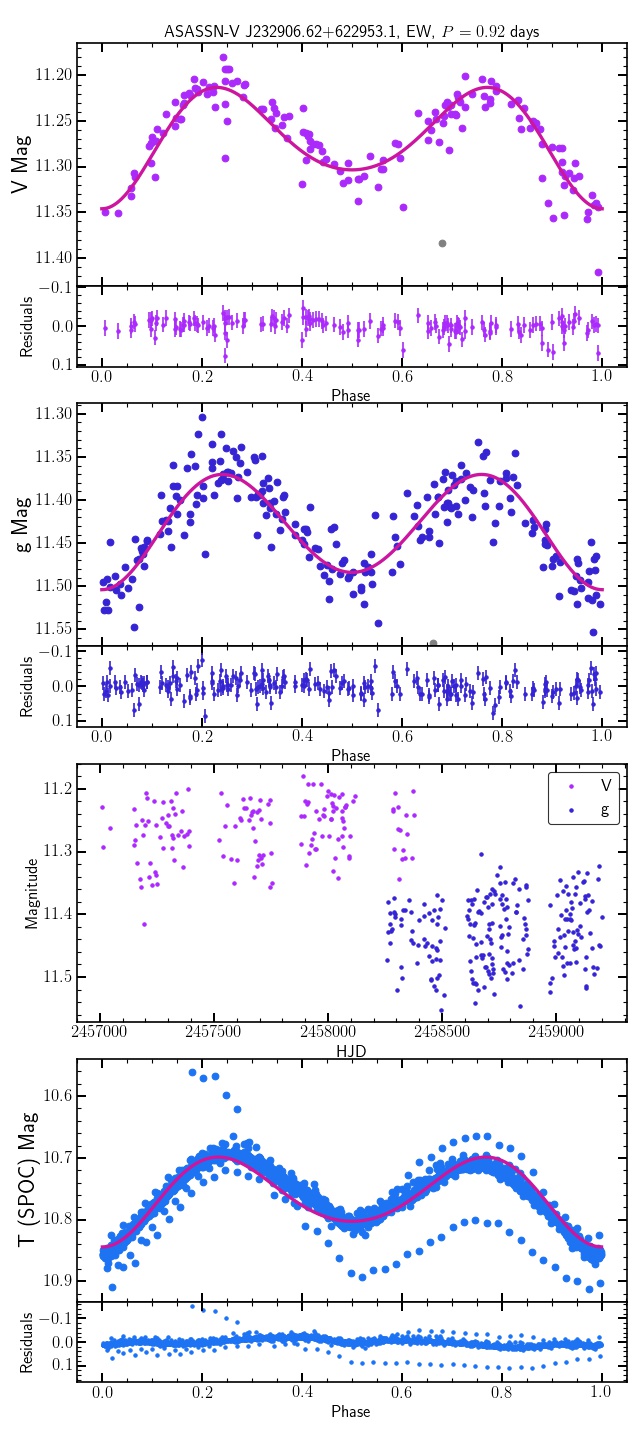 ASASSN-V J232906.62+622953.1, EW, P = 0.92 days
11.20
11.25
11.30
11.35
11.40
V Mag
−0.1
0.0
0.1
Residuals
0.0 0.2 0.4 0.6 0.8 1.0
Phase
11.30
11.35
11.40
11.45
11.50
11.55
g Mag
−0.1
0.0
0.1
Residuals
0.0 0.2 0.4 0.6 0.8 1.0
Phase
11.2
11.3
11.4
11.5
Magnitude
V
g
2457000 2457500 2458000 2458500 2459000
HJD
10.6
10.7
10.8
10.9
T (SPOC) Mag
−0.1
0.0
0.1
Residuals
0.0 0.2 0.4 0.6 0.8 1.0
Phase